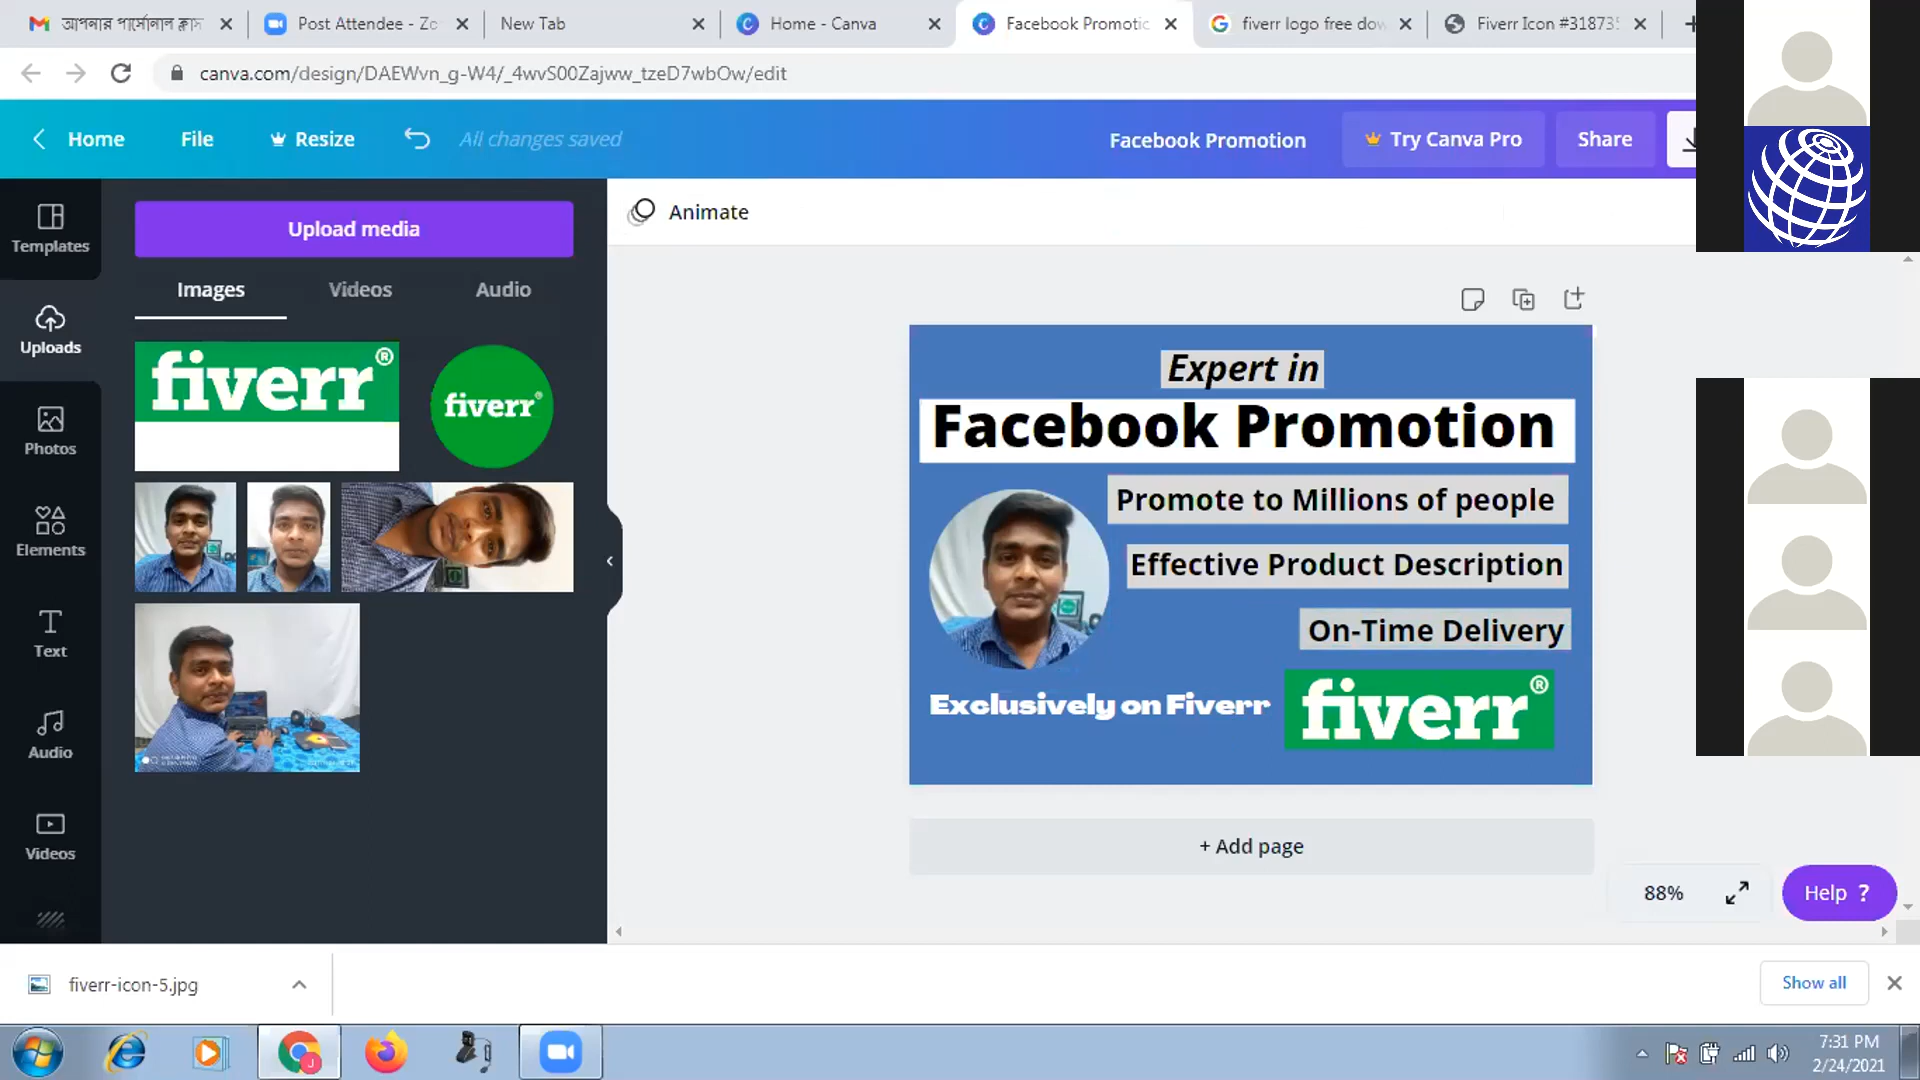 আপনার পার্সোনাল ক্লাস
Post Attendee - Zo
New Tab
Home - Canva
Facebook Promotio
fiverr logo free dow
Fiverr Icon #318735
canva.com/design/DAEWvn_g-W4/_4wvS00Zajww_tzeD7wbOw/edit
Home
File
Resize
All changes saved
Facebook Promotion
Try Canva Pro
Share
Templates
Uploads
Photos
Elements
Text
Audio
Videos
Upload media
Images
Videos
Audio
fiverr®
fiverr®
Animate
Expert in
Facebook Promotion
Promote to Millions of people
Effective Product Description
On-Time Delivery
Exclusively on Fiverr
fiverr®
+ Add page
88%
Help ?
fiverr-icon-5.jpg
Show all
7:31 PM
2/24/2021